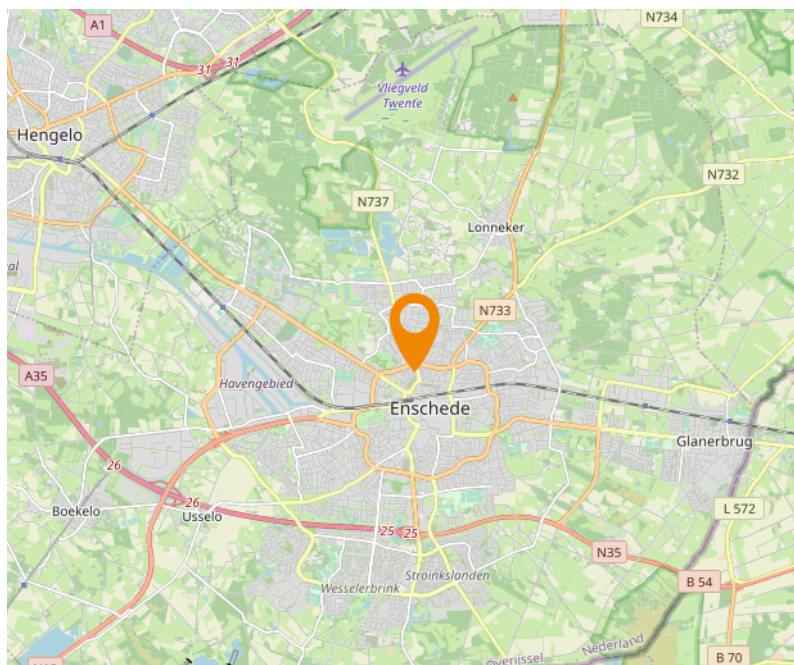 A1
N734
31
31
Vliegveld
Twente
Hengelo
N732
N737
Lonneker
N733
A35
Havengebied
Enschede
Glanerbrug
26
26
Boekelo
Usselo
L 572
25
25
N35
Stroinkslanden
B 54
Wesselerbrink
Nederland
Overijssel
B 70